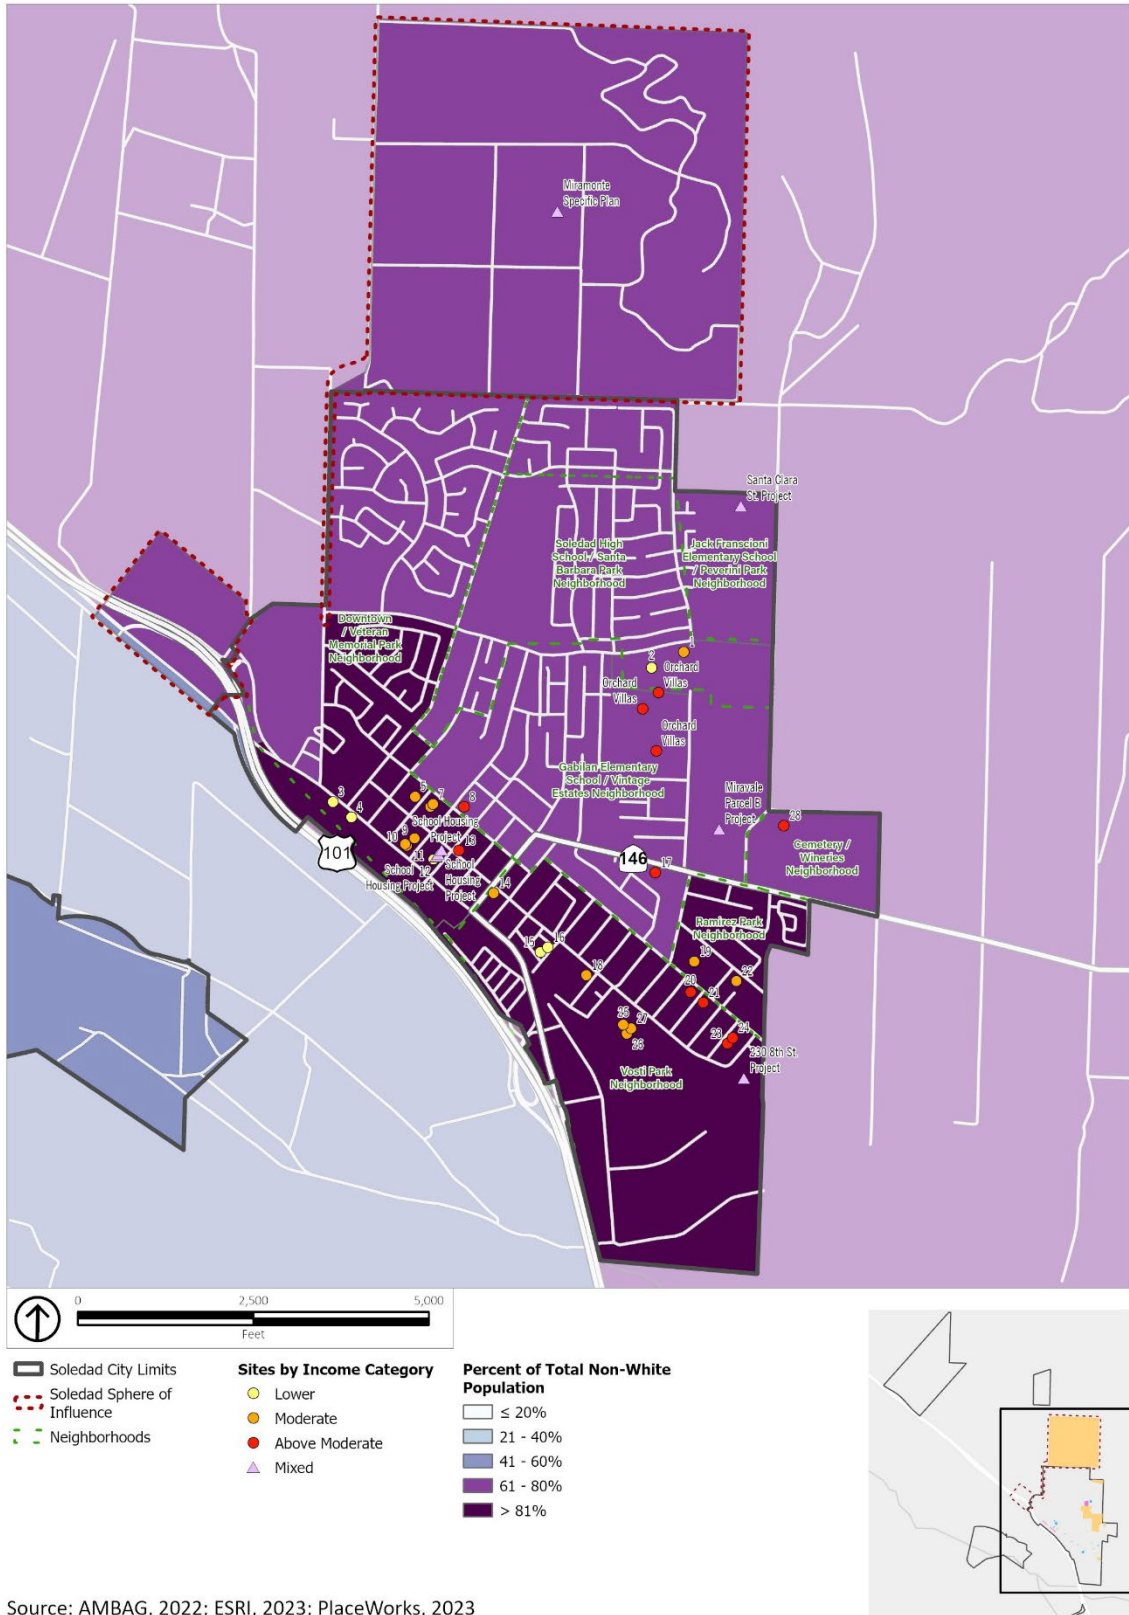 Miramonte
Specific Plan
Santa Clara
St. Project
Soledad High
School / Santa
Barbara Park
Neighborhood
Jack Franscioni
Elementary School
/ Peverini Park
Neighborhood
Downtown
/ Veteran
Memorial Park
Neighborhood
1
2
Orchard
Villas
Orchard
Villas
Orchard
Villas
Gabilan Elementary
School / Vintage
Estates Neighborhood
Miravale
Parcel B
Project
28
Cemetery /
Wineries
Neighborhood
3
4
5
7
8
School Housing
Project
9
10
11
12
13
School
Housing Project
School
Housing
Project
101
146
14
17
Ramirez Park
Neighborhood
15
16
18
19
20
21
22
23
24
25
27
26
230 8th St.
Project
Vosti Park
Neighborhood
0 2,500 5,000
Feet
Soledad City Limits
Soledad Sphere of
Influence
Neighborhoods
Sites by Income Category
Lower
Moderate
Above Moderate
Mixed
Percent of Total Non-White
Population
≤ 20%
21 - 40%
41 - 60%
61 - 80%
> 81%
Source: AMBAG, 2022; ESRI, 2023; PlaceWorks, 2023